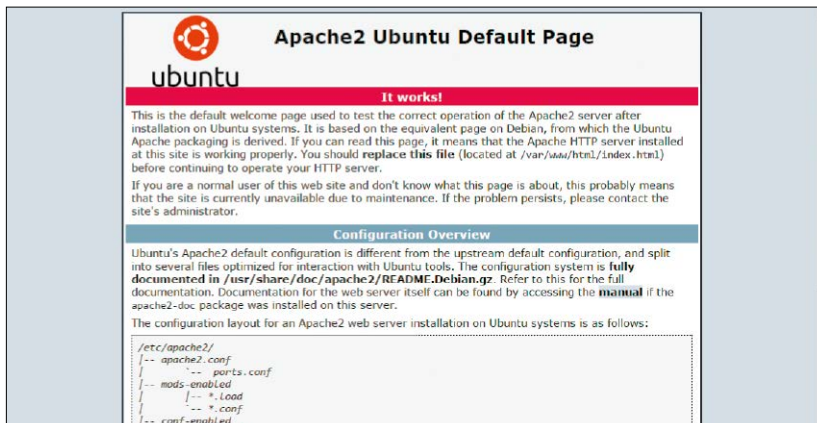 Apache2 Ubuntu Default Page
ubuntu
It works!
This is the default welcome page used to test the correct operation of the Apache2 server after
installation on Ubuntu systems. It is based on the equivalent page on Debian, from which the Ubuntu
Apache packaging is derived. If you can read this page, it means that the Apache HTTP server installed
at this site is working properly. You should replace this file (located at /var/www/html/index.html)
before continuing to operate your HTTP server.
If you are a normal user of this web site and don't know what this page is about, this probably means
that the site is currently unavailable due to maintenance. If the problem persists, please contact the
site's administrator.
Configuration Overview
Ubuntu's Apache2 default configuration is different from the upstream default configuration, and split
into several files optimized for interaction with Ubuntu tools. The configuration system is fully
documented in /usr/share/doc/apache2/README.Debian.gz. Refer to this for the full
documentation. Documentation for the web server itself can be found by accessing the manual if the
apache2-doc package was installed on this server.
The configuration layout for an Apache2 web server installation on Ubuntu systems is as follows:
/etc/apache2/
|-- apache2.conf
|       `--  ports.conf
|-- mods-enabled
|       |-- *.load
|       `-- *.conf
|-- conf-enabled